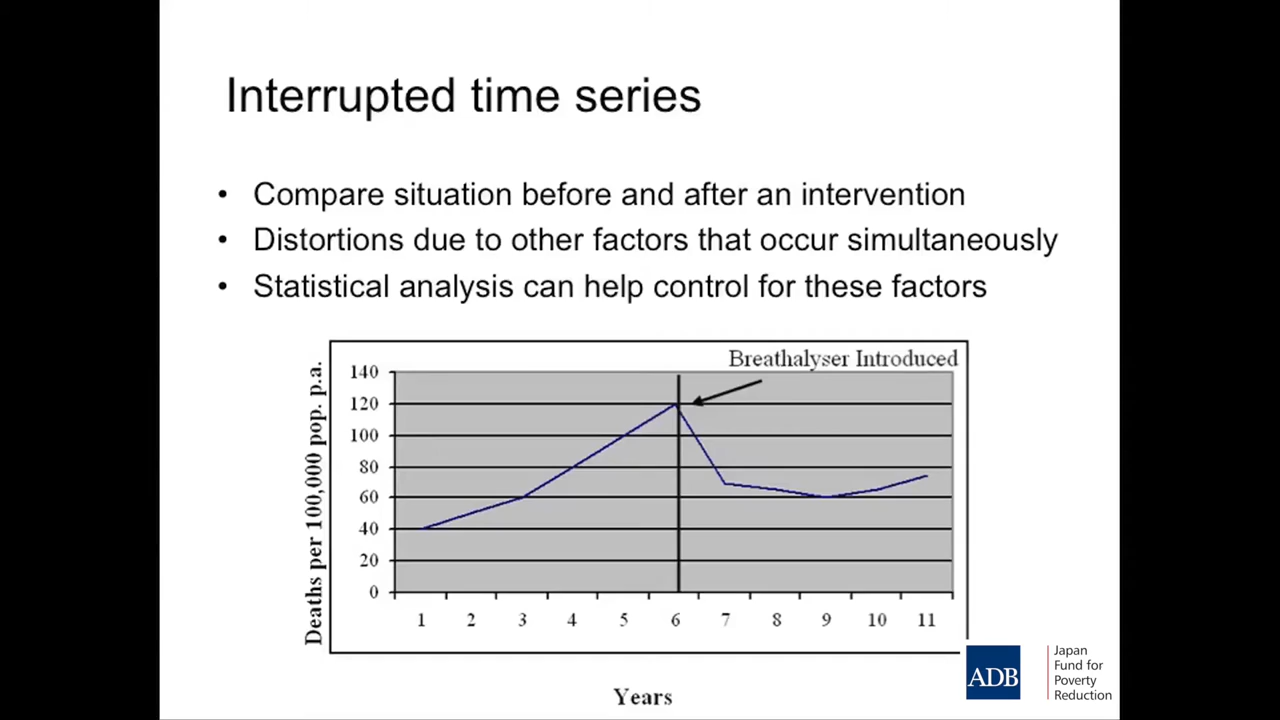 Interrupted time series
• Compare situation before and after an intervention
• Distortions due to other factors that occur simultaneously
• Statistical analysis can help control for these factors
Breathalyser Introduced
Deaths per 100,000 pop. p.a.
140
120
100
80
60
40
20
0
1 2 3 4 5 6 7 8 9 10 11
Years
ADB
Japan
Fund for
Poverty
Reduction